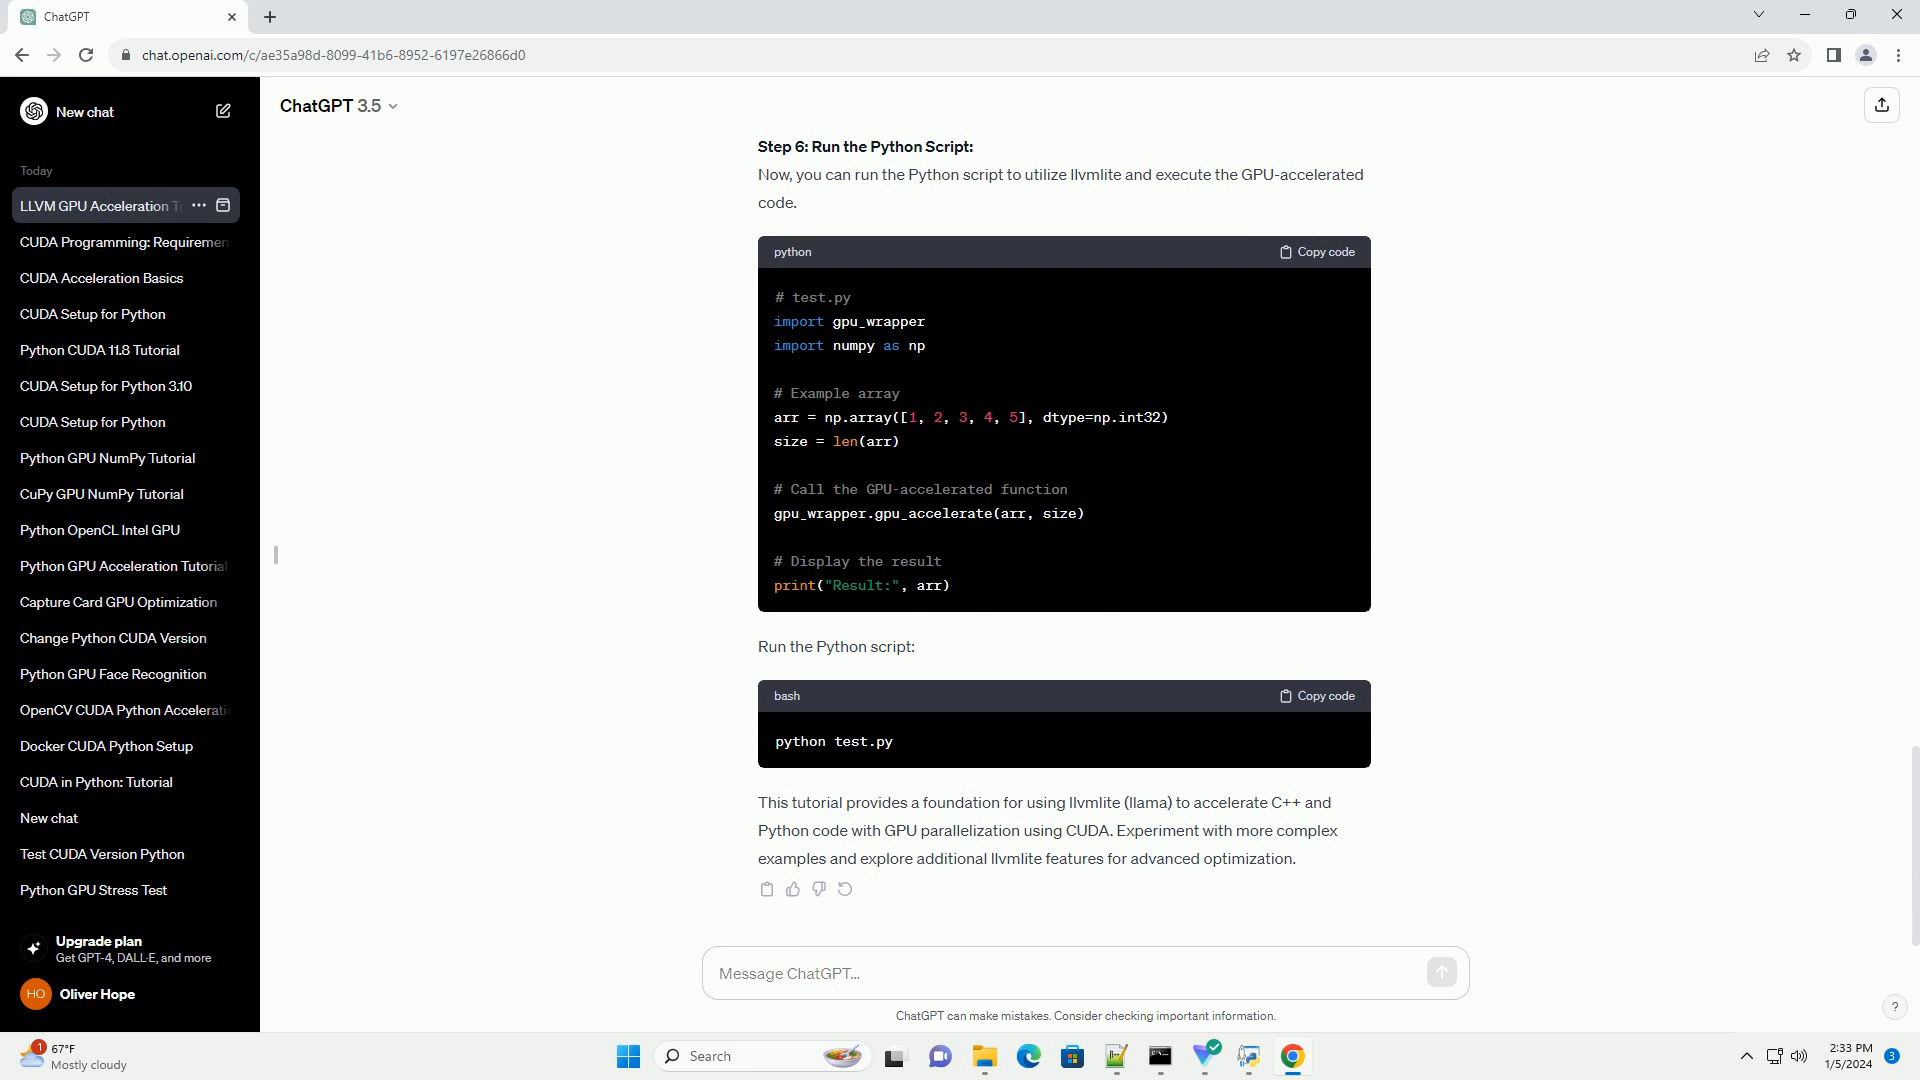 ChatGPT
chat.openai.com/c/ae35a98d-8099-41b6-8952-6197e26866d0
New chat
Today
LLVM GPU Acceleration T
CUDA Programming: Requiremen
CUDA Acceleration Basics
CUDA Setup for Python
Python CUDA 11.8 Tutorial
CUDA Setup for Python 3.10
CUDA Setup for Python
Python GPU NumPy Tutorial
CuPy GPU NumPy Tutorial
Python OpenCL Intel GPU
Python GPU Acceleration Tutorial
Capture Card GPU Optimization
Change Python CUDA Version
Python GPU Face Recognition
OpenCV CUDA Python Accelerati
Docker CUDA Python Setup
CUDA in Python: Tutorial
New chat
Test CUDA Version Python
Python GPU Stress Test
Upgrade plan
Get GPT-4, DALL·E, and more
HO Oliver Hope
ChatGPT 3.5
Step 6: Run the Python Script:
Now, you can run the Python script to utilize llvmlite and execute the GPU-accelerated
code.
python Copy code
# test.py
import gpu_wrapper
import numpy as np
# Example array
arr = np.array([1, 2, 3, 4, 5], dtype=np.int32)
size = len(arr)
# Call the GPU-accelerated function
gpu_wrapper.gpu_accelerate(arr, size)
# Display the result
print("Result:", arr)
Run the Python script:
bash Copy code
python test.py
This tutorial provides a foundation for using llvmlite (llama) to accelerate C++ and
Python code with GPU parallelization using CUDA. Experiment with more complex
examples and explore additional llvmlite features for advanced optimization.
Message ChatGPT...
ChatGPT can make mistakes. Consider checking important information.
?
1
67°F
Mostly cloudy
Search
2:33 PM
1/5/2024
3